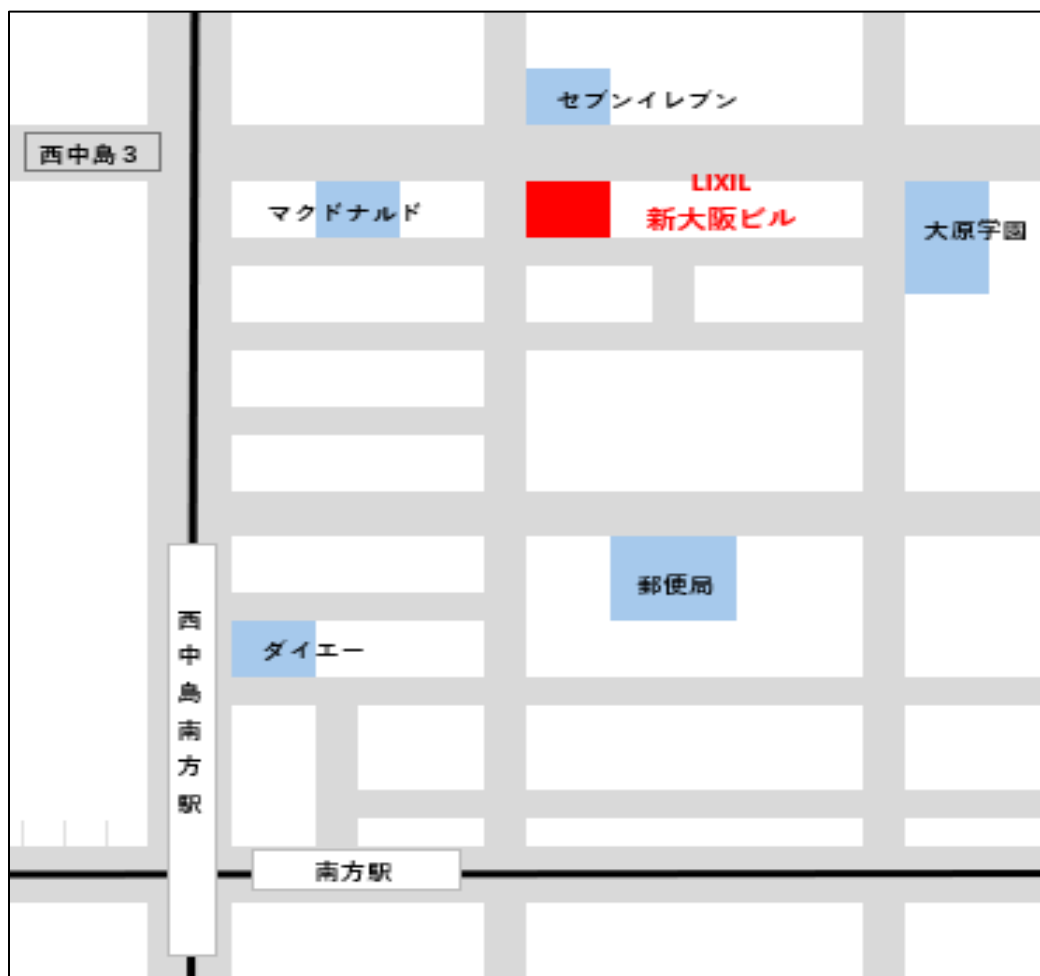 セブンイレブン
西中島3
LIXIL
新大阪ビル
マクドナルド
大原学園
郵便局
ダイエー
西中島南方駅
南方駅